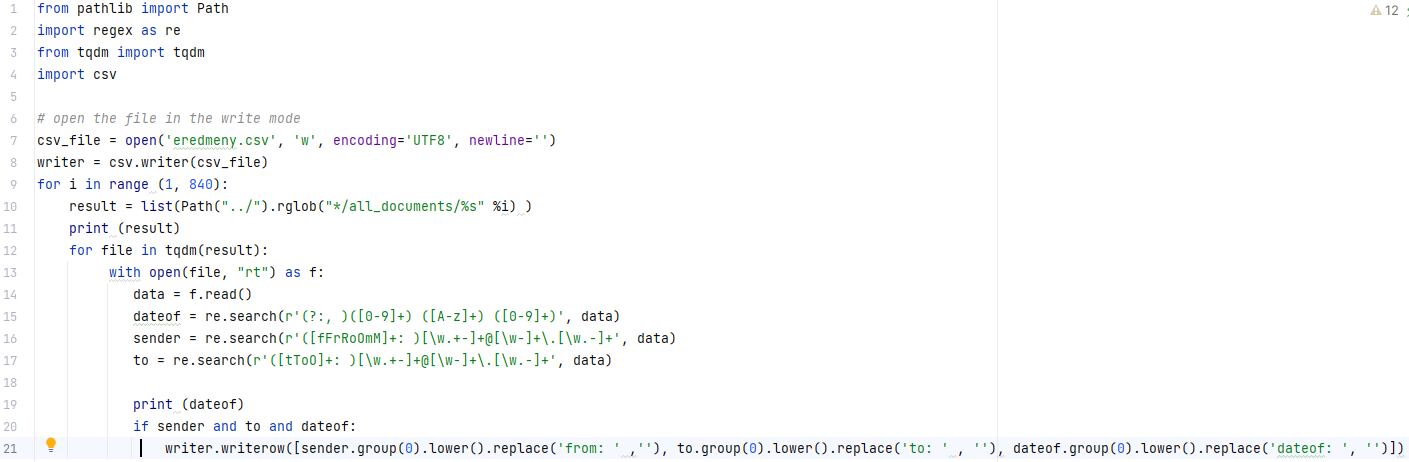 1 from pathlib import Path
12
2 import regex as re
3 from tqdm import tqdm
4 import csv
5
6 # open the file in the write mode
7 csv_file = open('eredmeny.csv', 'w', encoding='UTF8', newline='')
8 writer = csv.writer(csv_file)
9 for i in range (1, 840):
10     result = list(Path("../").rglob("*/all_documents/%s" %i) )
11     print (result)
12     for file in tqdm(result):
13          with open(file, "rt") as f:
14             data = f.read()
15             dateof = re.search(r'(?:, )([0-9]+) ([A-z]+) ([0-9]+)', data)
16             sender = re.search(r'([fFrRoOmM]+: )[\w.+-]+@[\w-]+\.[\w.-]+', data)
17             to = re.search(r'([tToO]+: )[\w.+-]+@[\w-]+\.[\w.-]+', data)
18
19             print (dateof)
20             if sender and to and dateof:
21                 writer.writerow([sender.group(0).lower().replace('from: ' ,''), to.group(0).lower().replace('to: ' , ''), dateof.group(0).lower().replace('dateof: ', '')])